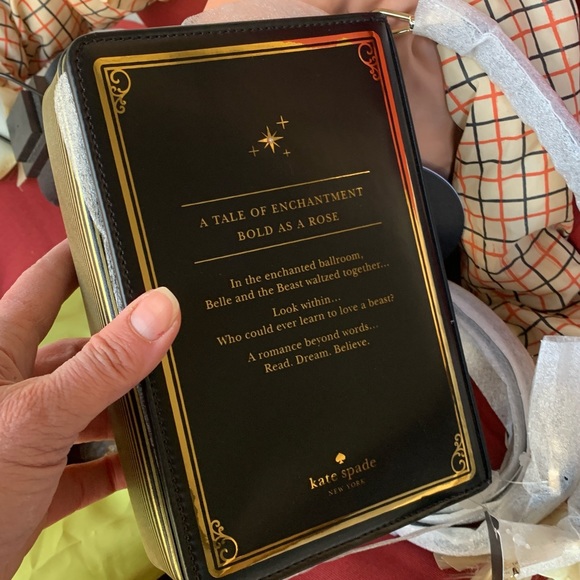 A TALE OF ENCHANTMENT
BOLD AS A ROSE
In the enchanted ballroom,
Belle and the Beast waltzed together...
Look within...
Who could ever learn to love a beast?
A romance beyond words...
Read. Dream. Believe.
kate spade
NEW YORK